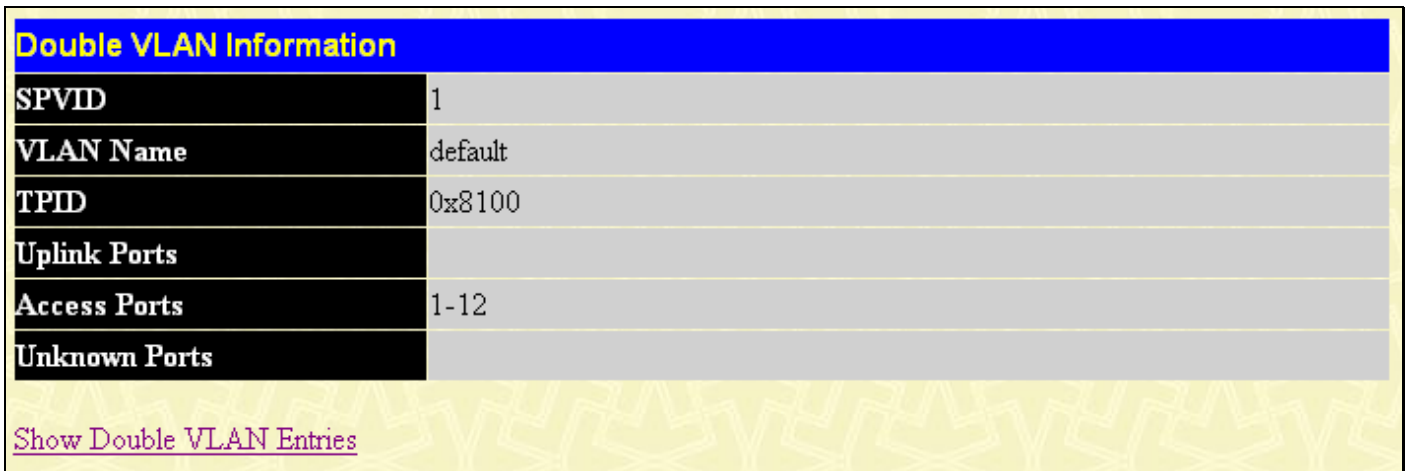 Double VLAN Information
SPVID 1
VLAN Name default
TPID 0x8100
Uplink Ports
Access Ports 1-12
Unknown Ports
Show Double VLAN Entries